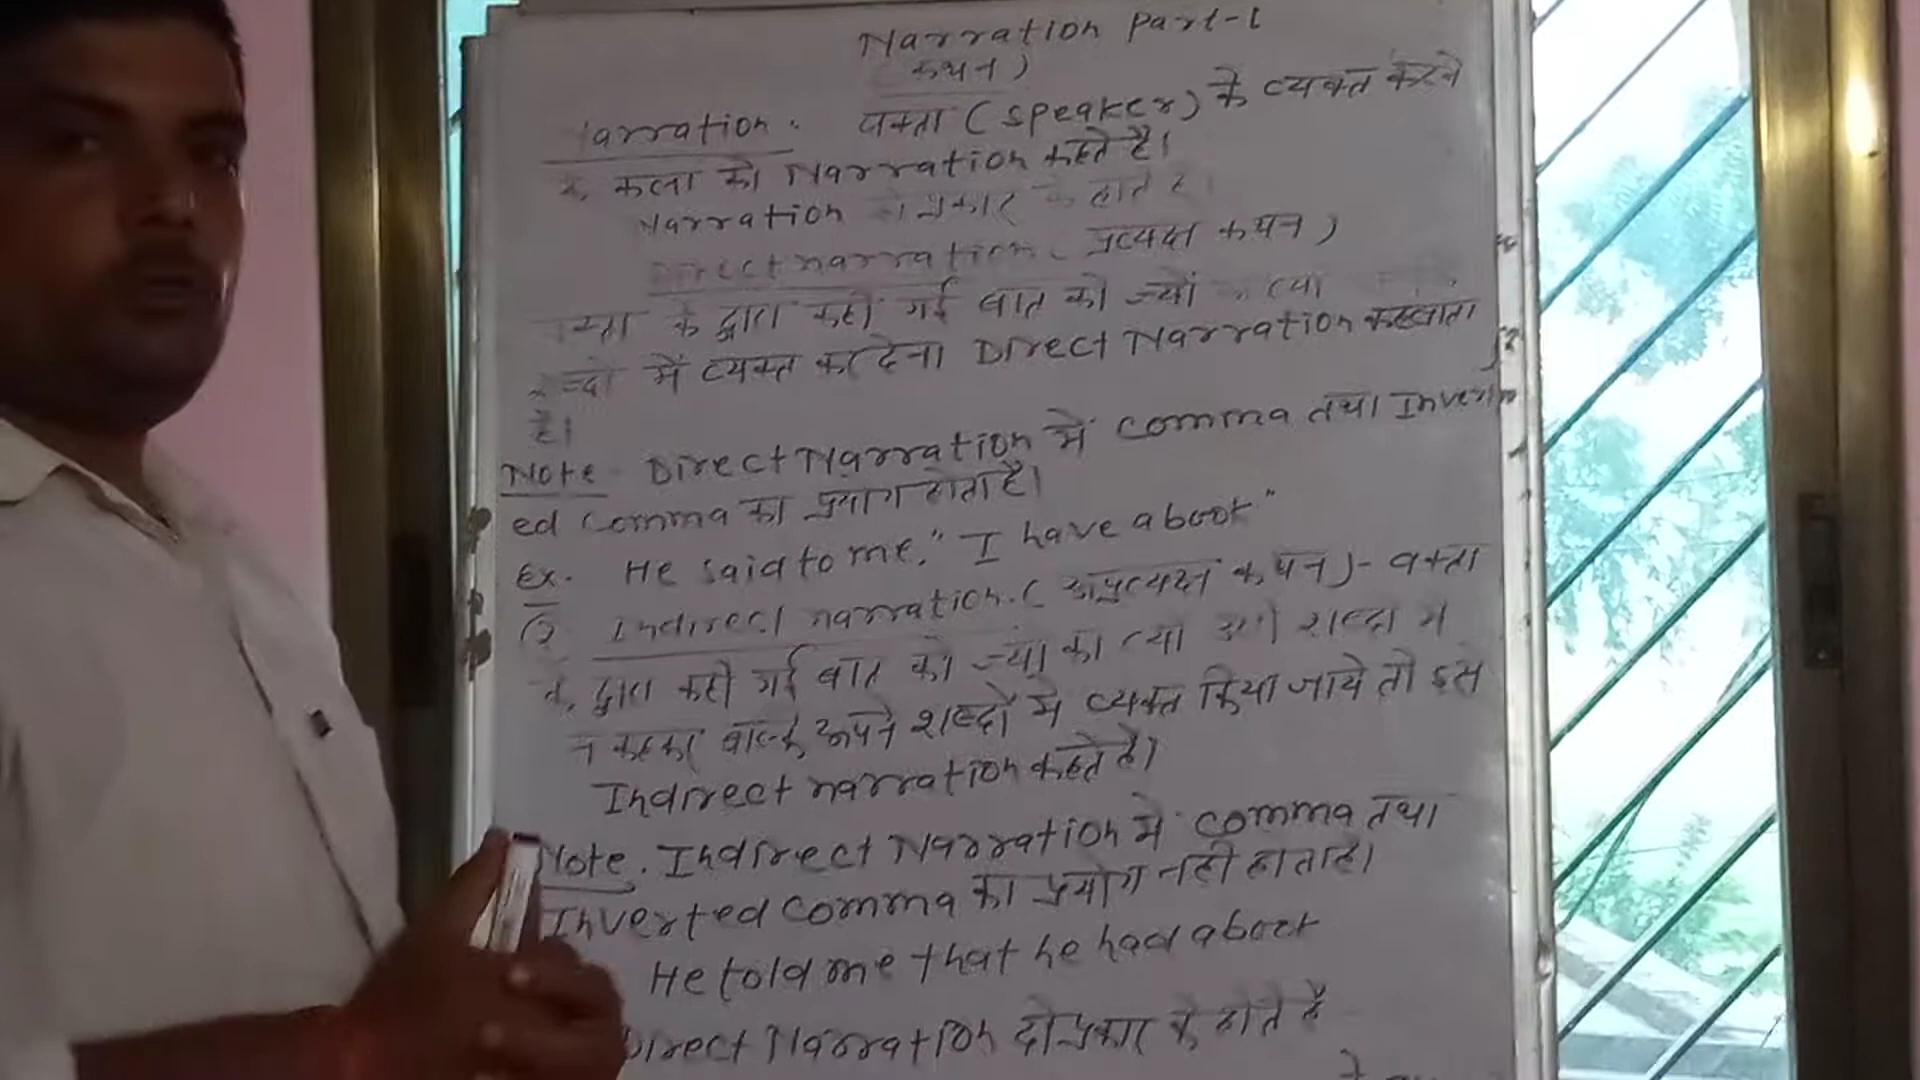 Narration Part-1
कथन)
arration. वक्ता (speaker) के व्यक्त करने
कला को Narration कहते है।
Narration प्रकार के होते है।
Direct narration ( प्रत्यक्ष कथन )
के द्वारा कही गई बात को ज्यों त्यों
में व्यक्त कर देना Direct Narration कहलाता
है।
Note Direct Narration में comma तथा Invert
ed comma का प्रयोग होता है।
Ex. He said to me, "I have a book"
② Indirect narration. ( अप्रत्यक्ष कथन ) - वक्ता
के द्वारा कही गई बात को ज्यों का त्यों शब्दो में
न कहकर बल्कि अपने शब्दों में व्यक्त किया जाये तो इसे
Indirect narration कहते है।
Note. Indirect Narration में comma तथा
Inverted comma का प्रयोग नही होता है।
He told me that he had a book
Direct Narration दो प्रकार के होते है